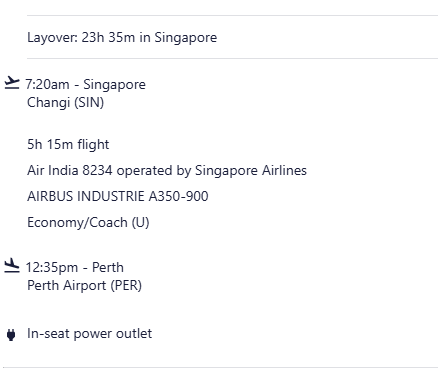 Layover: 23h 35m in Singapore
7:20am - Singapore
Changi (SIN)
5h 15m flight
Air India 8234 operated by Singapore Airlines
AIRBUS INDUSTRIE A350-900
Economy/Coach (U)
12:35pm - Perth
Perth Airport (PER)
In-seat power outlet